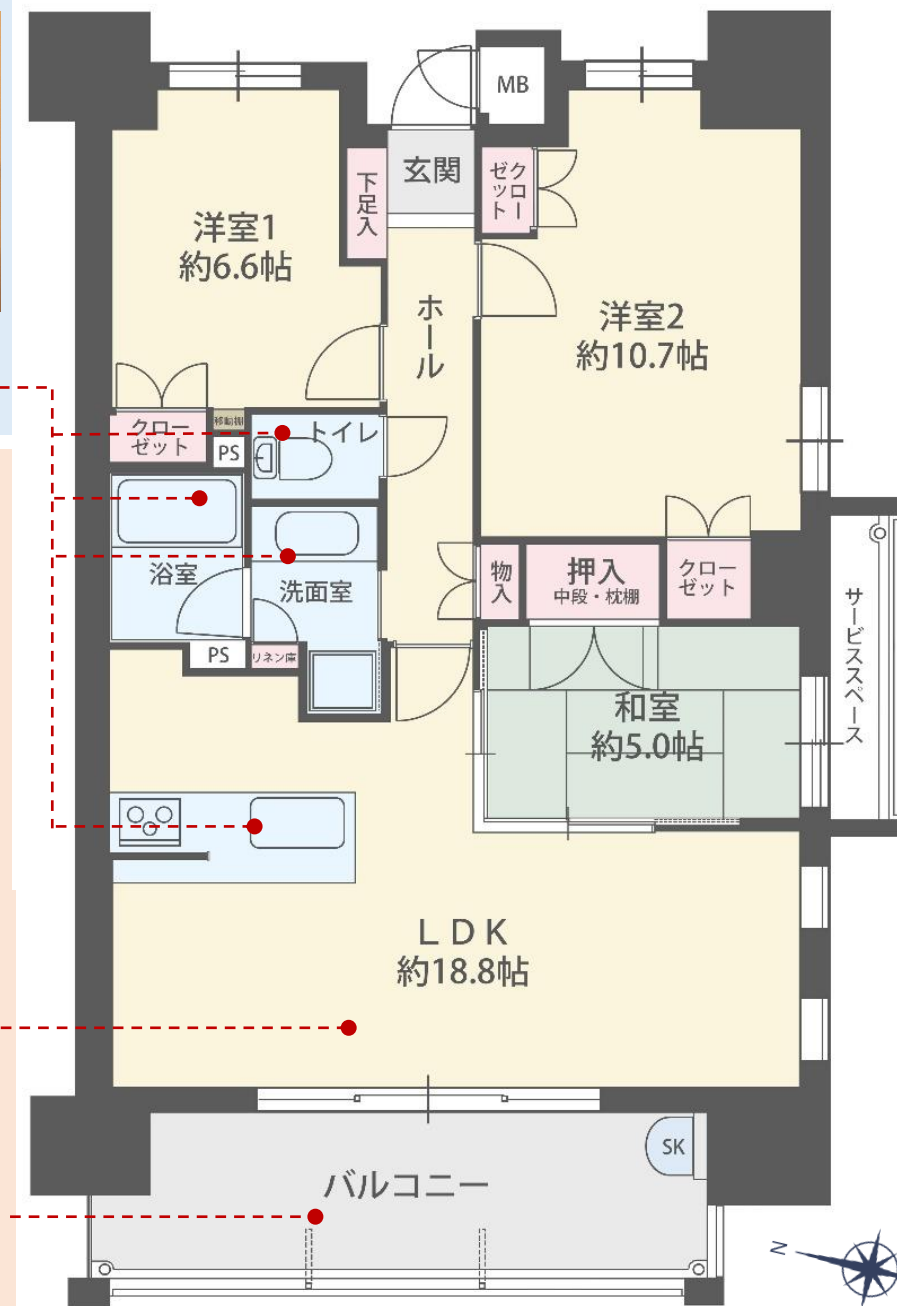 MB
玄関
下足入
クロー
ゼット
洋室1
約6.6帖
ホール
洋室2
約10.7帖
クロー
ゼット
移動棚
PS
トイレ
浴室
洗面室
物入
押入
中段・枕棚
クロー
ゼット
サービススペース
PS
リネン庫
和室
約5.0帖
LDK
約18.8帖
バルコニー
SK
N